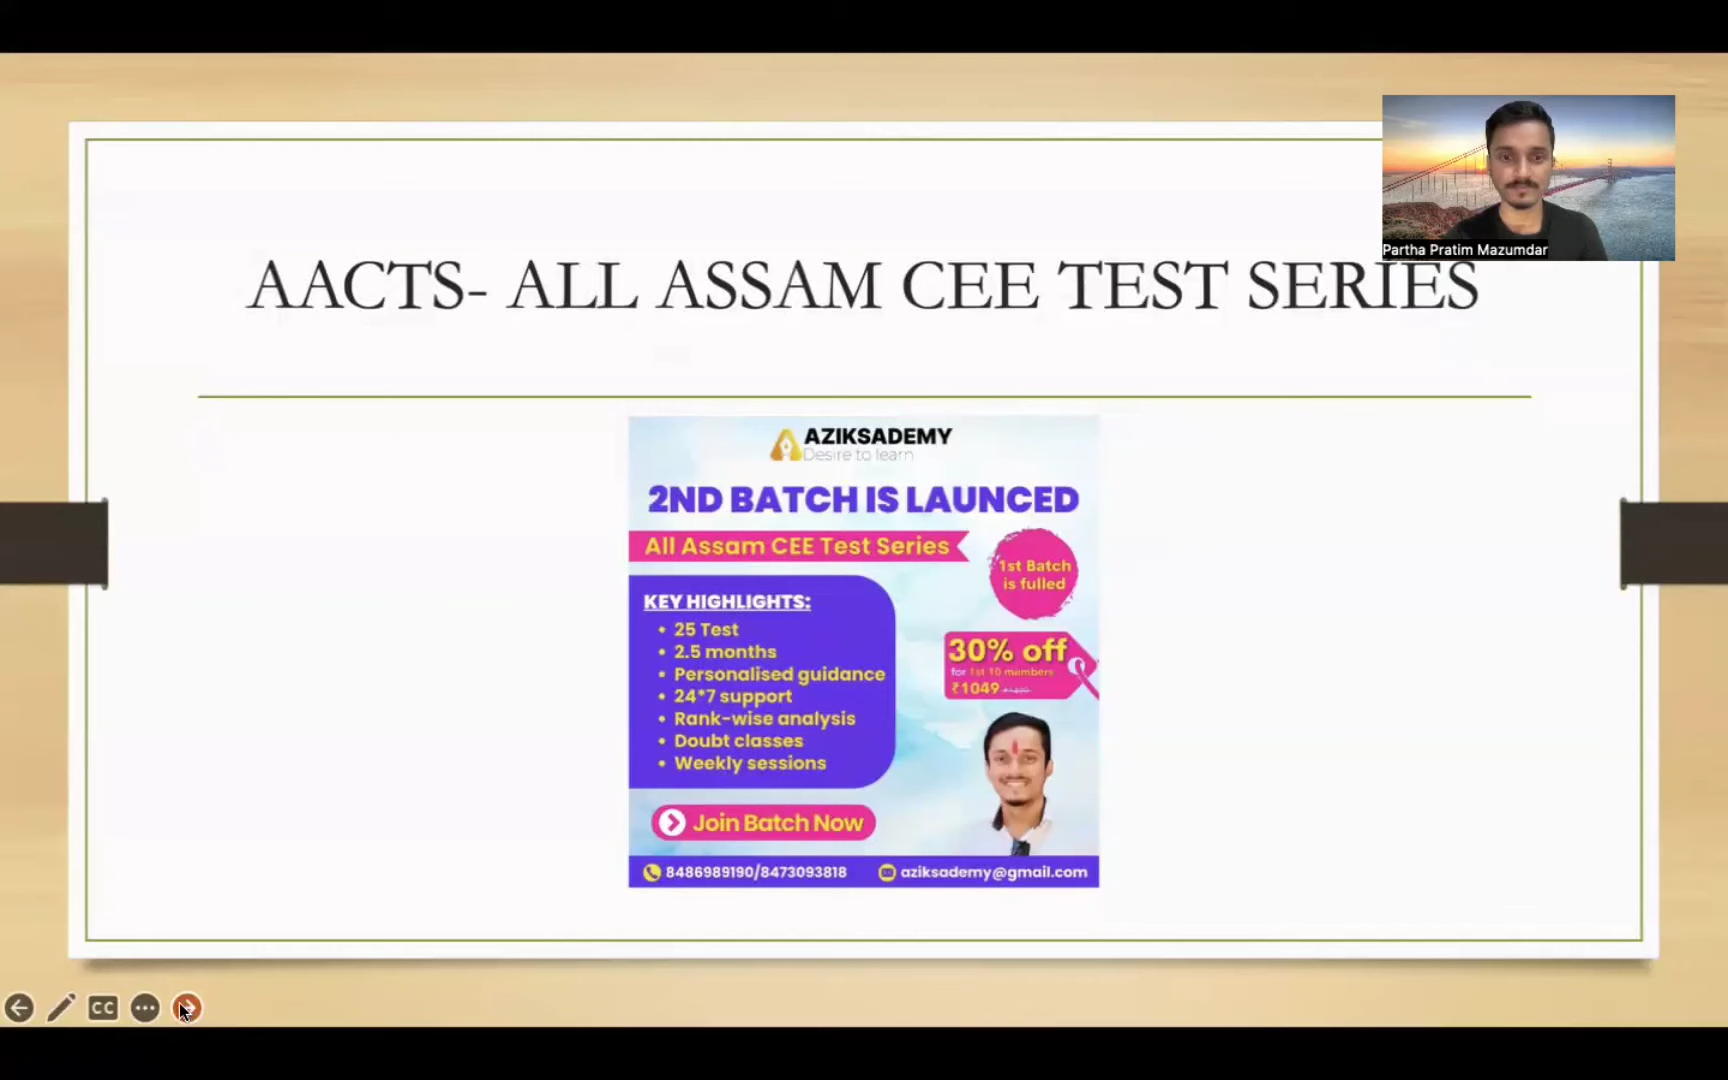 Partha Pratim Mazumdar
AACTS- ALL ASSAM CEE TEST SERIES
AZIKSADEMY
Desire to learn
2ND BATCH IS LAUNCED
All Assam CEE Test Series
1st Batch
is fulled
KEY HIGHLIGHTS:
• 25 Test
• 2.5 months
• Personalised guidance
• 24*7 support
• Rank-wise analysis
• Doubt classes
• Weekly sessions
30% off
for 1st 10 members
₹1049
Join Batch Now
8486989190/8473093818
aziksademy@gmail.com
CC